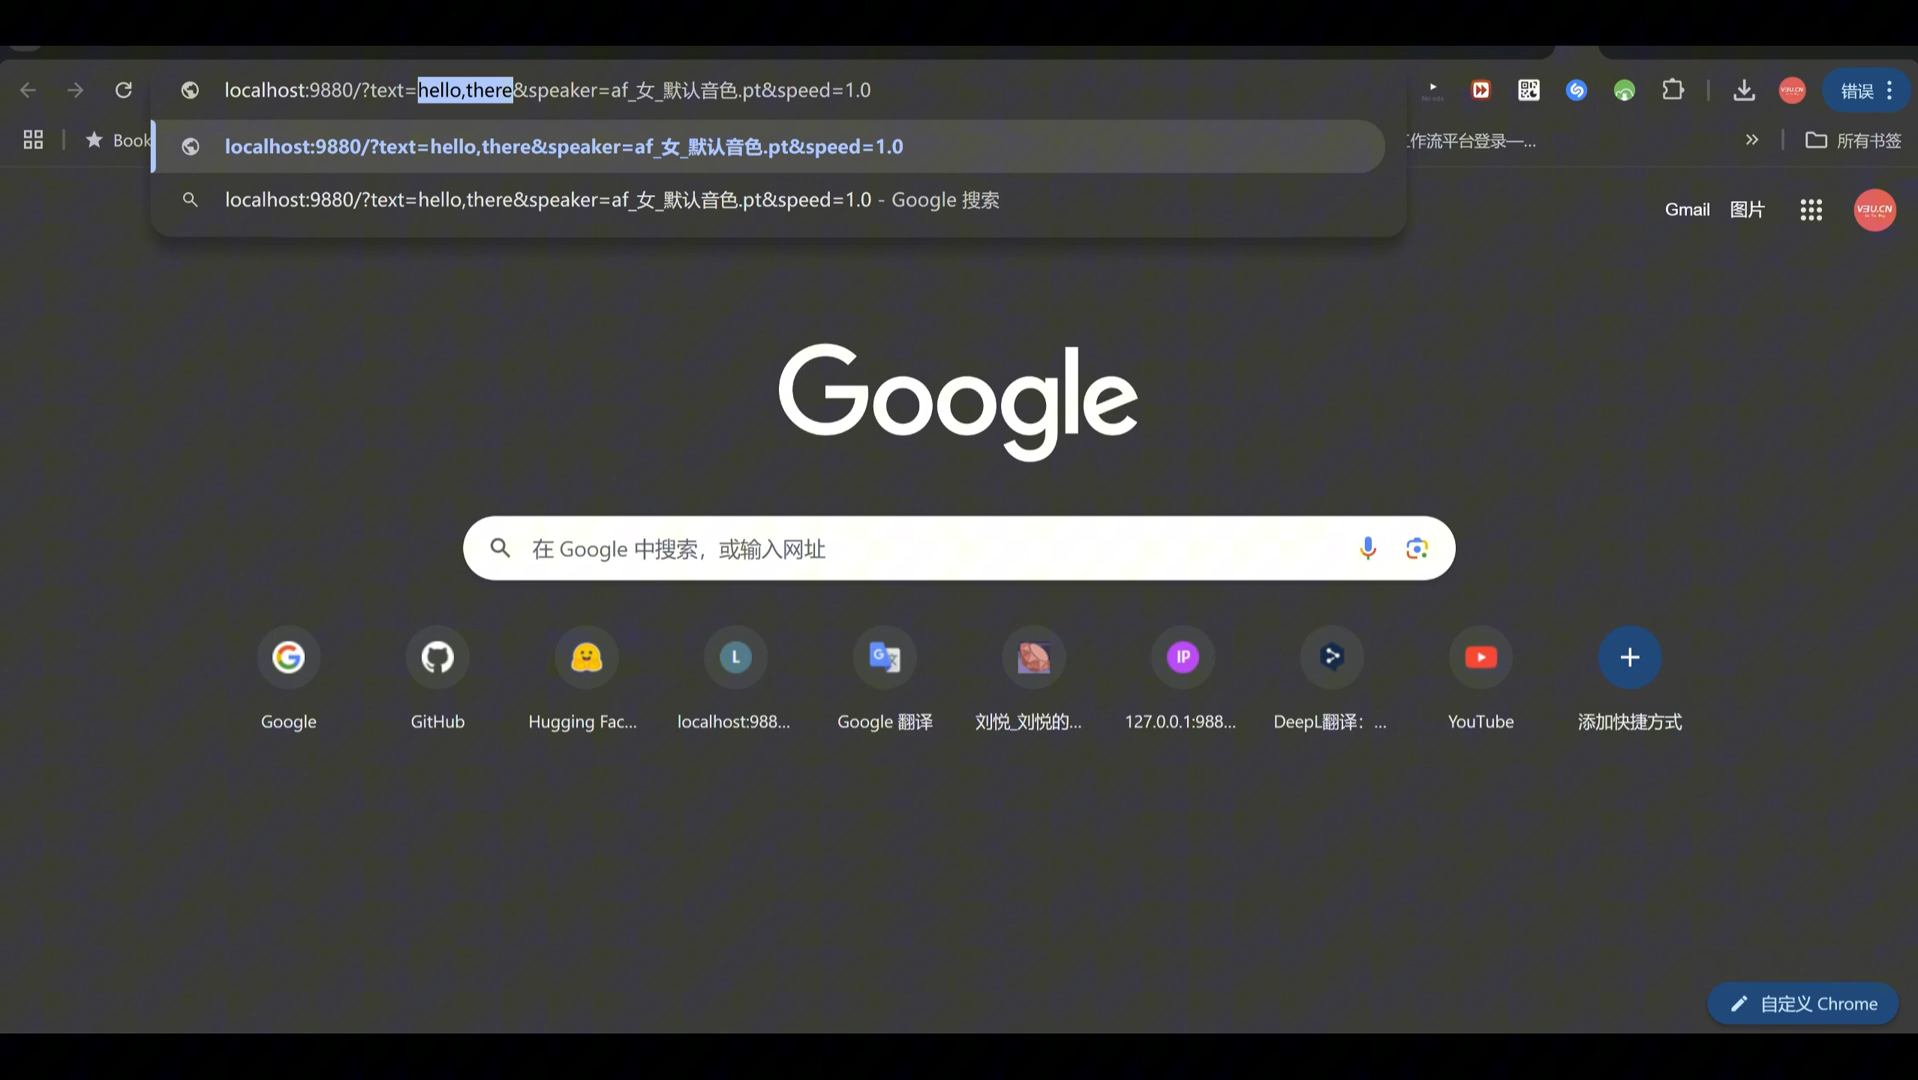 localhost:9880/?text=hello,there&speaker=af_女_默认音色.pt&speed=1.0
错误
Book
localhost:9880/?text=hello,there&speaker=af_女_默认音色.pt&speed=1.0
作流平台登录—...
所有书签
localhost:9880/?text=hello,there&speaker=af_女_默认音色.pt&speed=1.0 - Google 搜索
Gmail
图片
V3U.CN
Google
在 Google 中搜索，或输入网址
L
IP
Google
GitHub
Hugging Fac...
localhost:988...
Google 翻译
刘悦_刘悦的...
127.0.0.1:988...
DeepL翻译：...
YouTube
添加快捷方式
自定义 Chrome